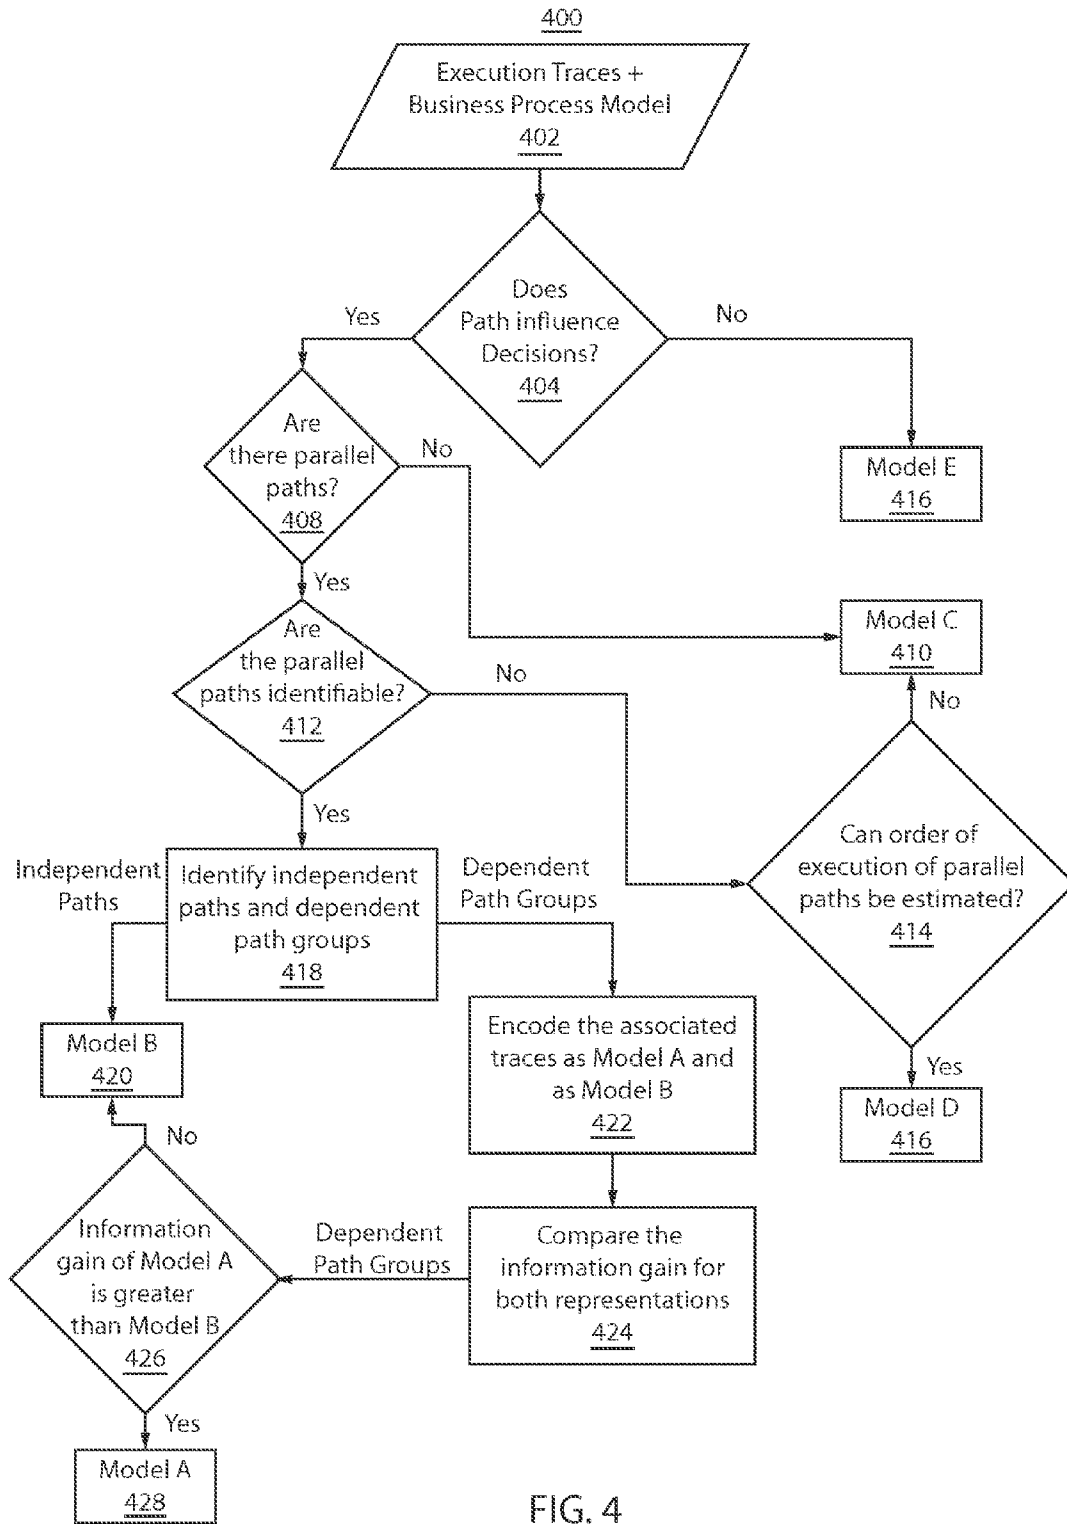 400
Execution Traces +
Business Process Model
402
Does
Path influence
Decisions?
404
Yes
No
Are
there parallel
paths?
408
No
Model E
416
Yes
Are
the parallel
paths identifiable?
412
No
Model C
410
No
Yes
Can order of
execution of parallel
paths be estimated?
414
Independent
Paths
Identify independent
paths and dependent
path groups
418
Dependent
Path Groups
Model B
420
Encode the associated
traces as Model A and
as Model B
422
Yes
Model D
416
No
Information
gain of Model A
is greater
than Model B
426
Dependent
Path Groups
Compare the
information gain for
both representations
424
Yes
Model A
428
FIG. 4